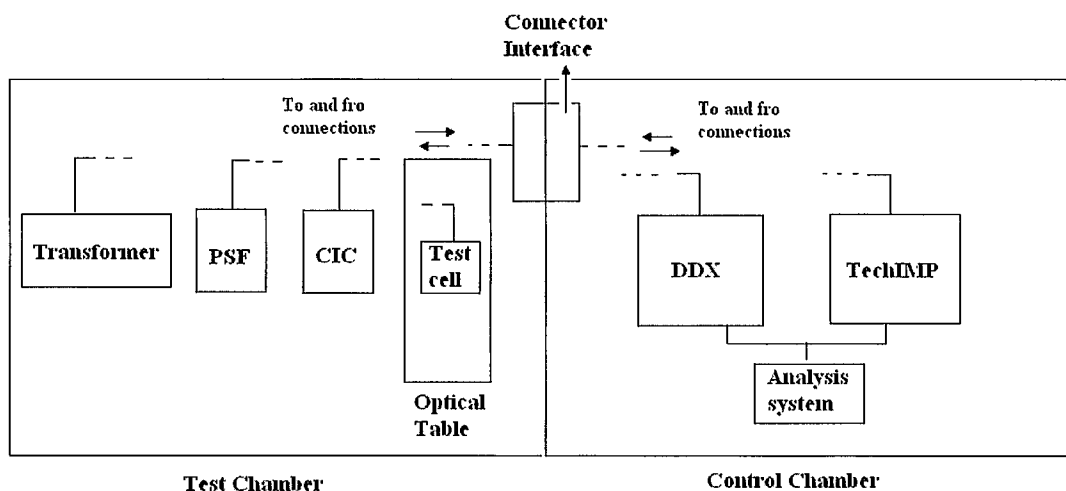 Connector
Interface
To and fro
connections
To and fro
connections
Transformer
PSF
CIC
Test
cell
DDX
TechIMP
Analysis
system
Optical
Table
Test Chamber
Control Chamber